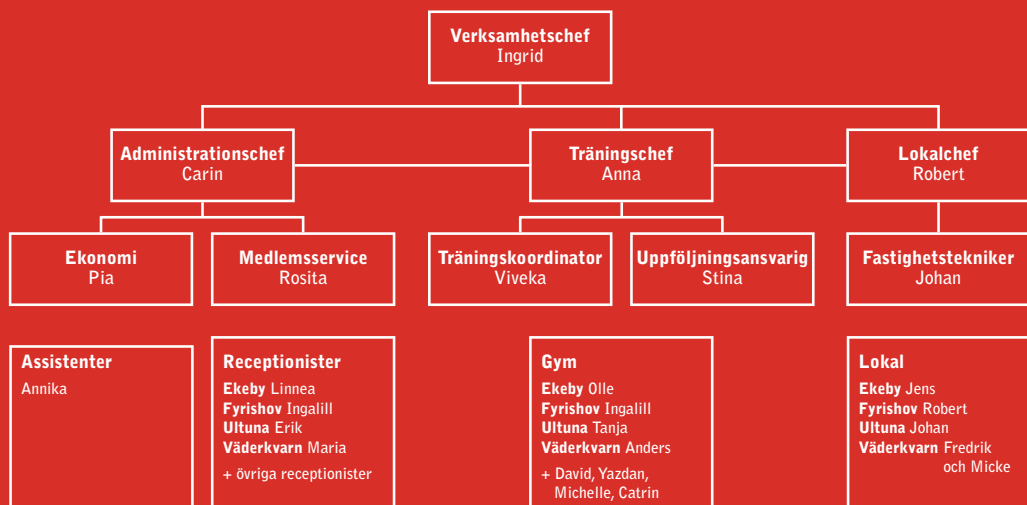 Verksamhetschef
Ingrid
Administrationschef
Carin
Träningschef
Anna
Lokalchef
Robert
Ekonomi
Pia
Medlemsservice
Rosita
Träningskoordinator
Viveka
Uppföljningsansvarig
Stina
Fastighetstekniker
Johan
Assistenter
Annika
Receptionister
Ekeby Linnea
Fyrishov Ingalill
Ultuna Erik
Väderkvarn Maria
+ övriga receptionister
Gym
Ekeby Olle
Fyrishov Ingalill
Ultuna Tanja
Väderkvarn Anders
+ David, Yazdan,
Michelle, Catrin
Lokal
Ekeby Jens
Fyrishov Robert
Ultuna Johan
Väderkvarn Fredrik
och Micke